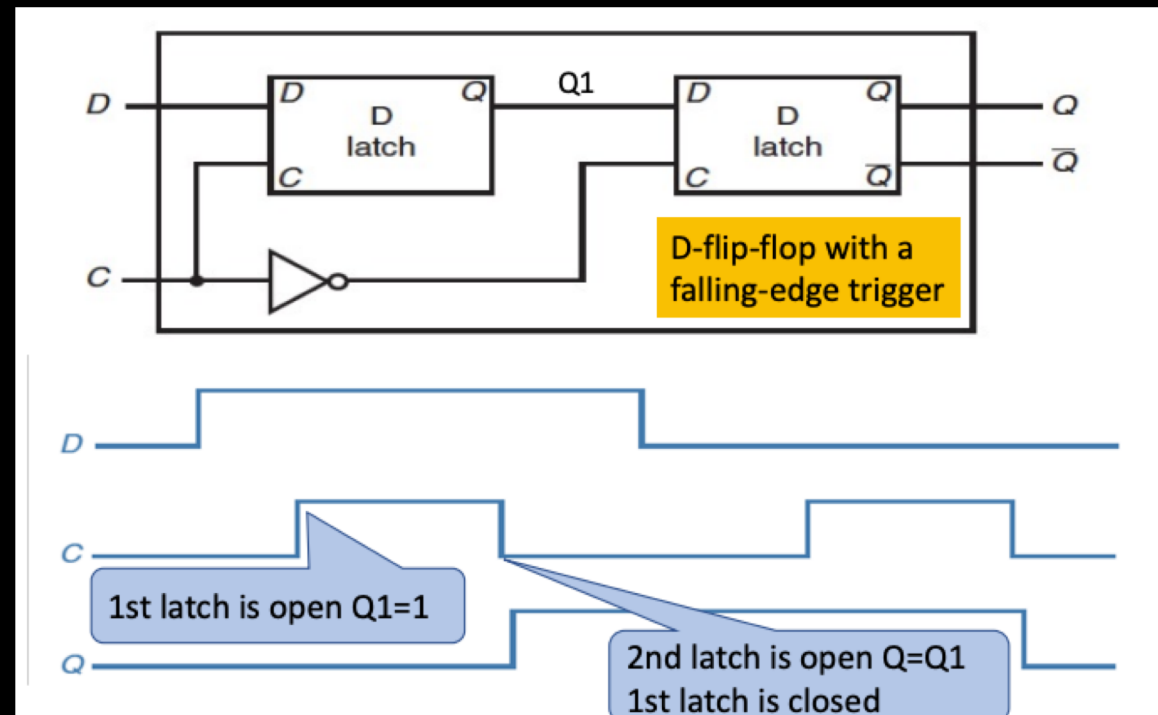 D
D
Q
D
latch
C
Q1
D
Q
D
latch
C
Q̅
Q
Q̅
C
D-flip-flop with a
falling-edge trigger
D
C
1st latch is open Q1=1
Q
2nd latch is open Q=Q1
1st latch is closed